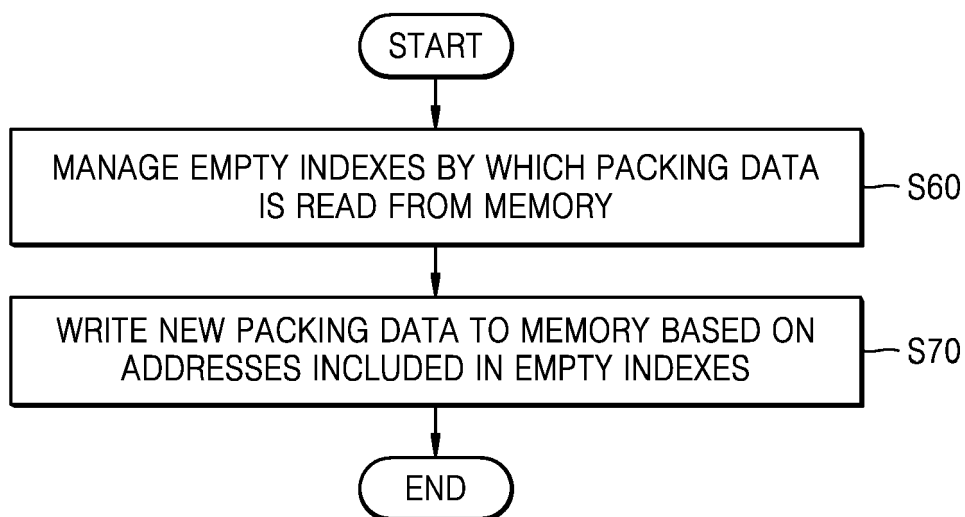 START
MANAGE EMPTY INDEXES BY WHICH PACKING DATA
IS READ FROM MEMORY
S60
WRITE NEW PACKING DATA TO MEMORY BASED ON
ADDRESSES INCLUDED IN EMPTY INDEXES
S70
END